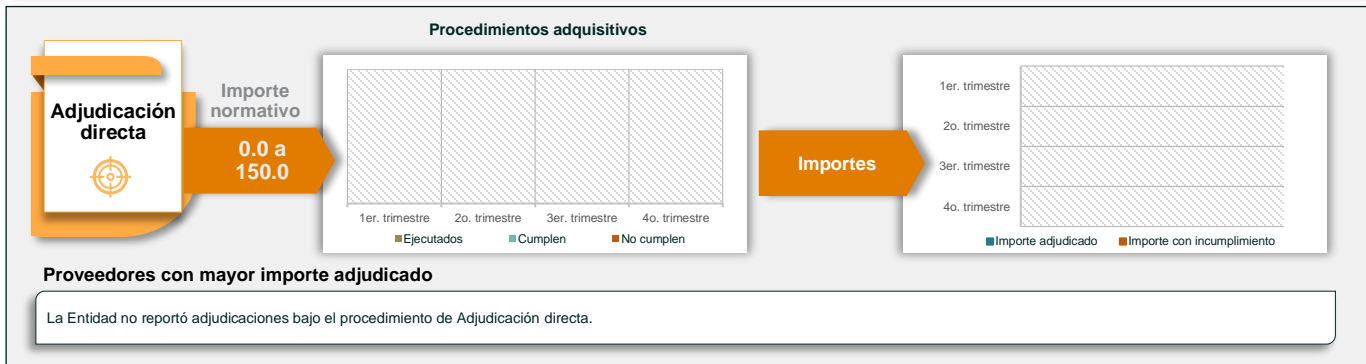 Procedimientos adquisitivos
Adjudicación
directa
Importe
normativo
0.0 a
150.0
1er. trimestre
2o. trimestre
3er. trimestre
4o. trimestre
Ejecutados
Cumplen
No cumplen
Importes
1er. trimestre
2o. trimestre
3er. trimestre
4o. trimestre
Importe adjudicado
Importe con incumplimiento
Proveedores con mayor importe adjudicado
La Entidad no reportó adjudicaciones bajo el procedimiento de Adjudicación directa.